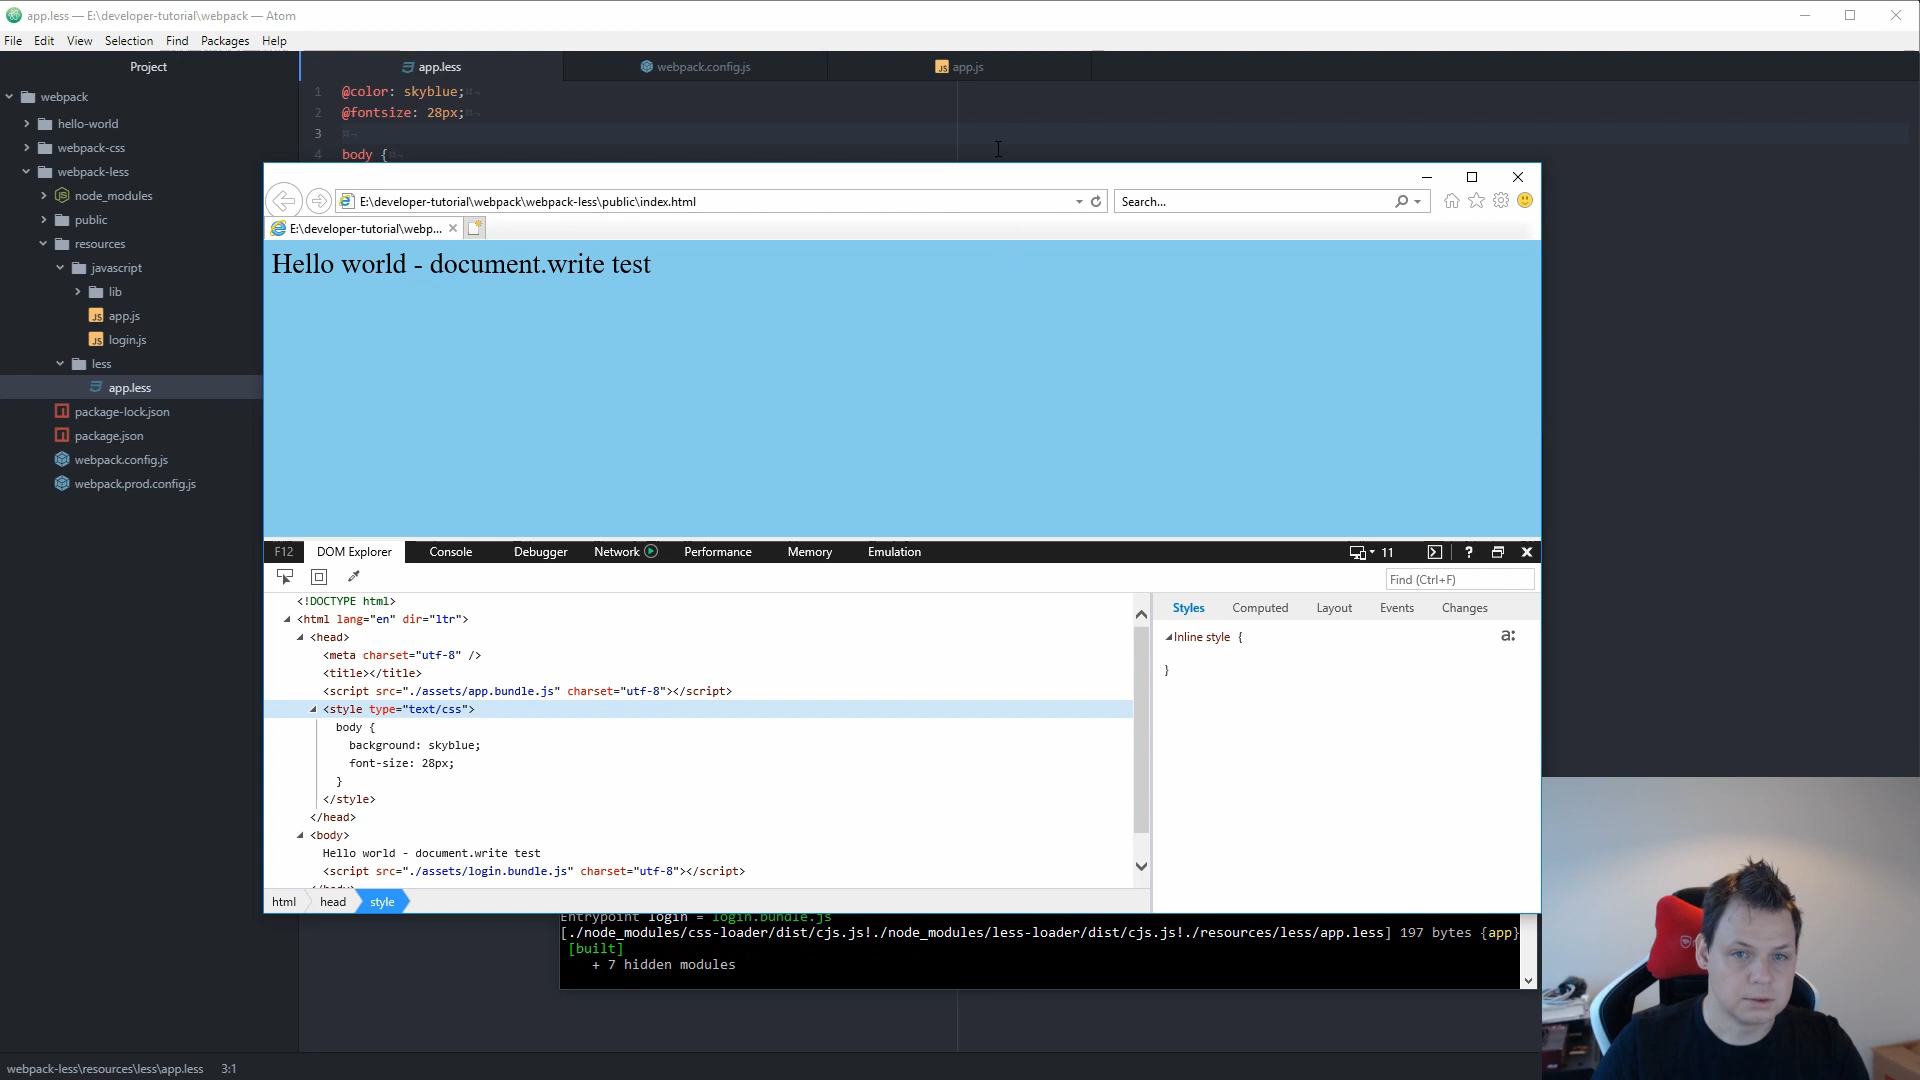 app.less — E:\developer-tutorial\webpack — Atom
File Edit View Selection Find Packages Help
Project
app.less
webpack.config.js
app.js
webpack
hello-world
webpack-css
webpack-less
node_modules
public
resources
javascript
lib
app.js
login.js
less
app.less
package-lock.json
package.json
webpack.config.js
webpack.prod.config.js
1 @color: skyblue;
2 @fontsize: 28px;
3
4 body {
E:\developer-tutorial\webpack\webpack-less\public\index.html
Search...
E:\developer-tutorial\webp...
Hello world - document.write test
F12 DOM Explorer Console Debugger Network Performance Memory Emulation 11 ?
Find (Ctrl+F)
<!DOCTYPE html>
<html lang="en" dir="ltr">
<head>
<meta charset="utf-8" />
<title></title>
<script src="./assets/app.bundle.js" charset="utf-8"></script>
<style type="text/css">
body {
background: skyblue;
font-size: 28px;
}
</style>
</head>
<body>
Hello world - document.write test
<script src="./assets/login.bundle.js" charset="utf-8"></script>
</body>
html head style
Styles Computed Layout Events Changes
Inline style {
a:
}
Entrypoint login = login.bundle.js
[./node_modules/css-loader/dist/cjs.js!./node_modules/less-loader/dist/cjs.js!./resources/less/app.less] 197 bytes {app}
[built]
+ 7 hidden modules
webpack-less\resources\less\app.less 3:1